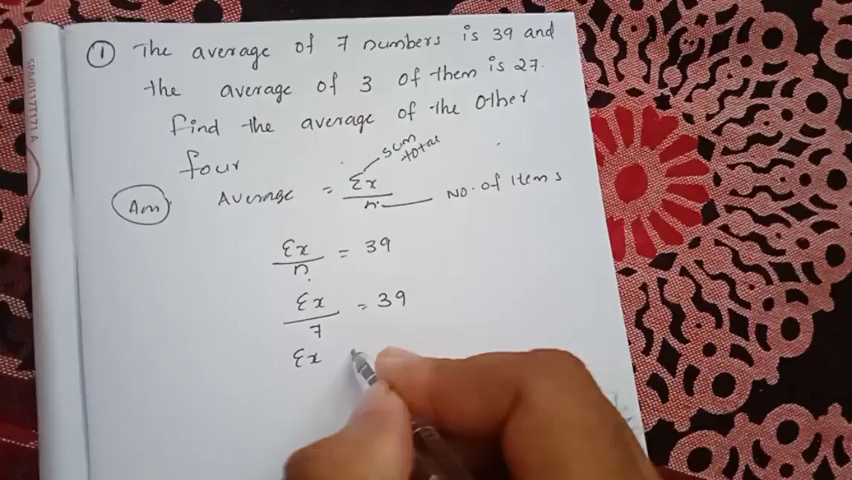 ① The average of 7 numbers is 39 and
the average of 3 of them is 27.
Find the average of the Other
four
sum
total
Ans Average = Σx/n No. of Items
Σx/n = 39
Σx/7 = 39
Σx